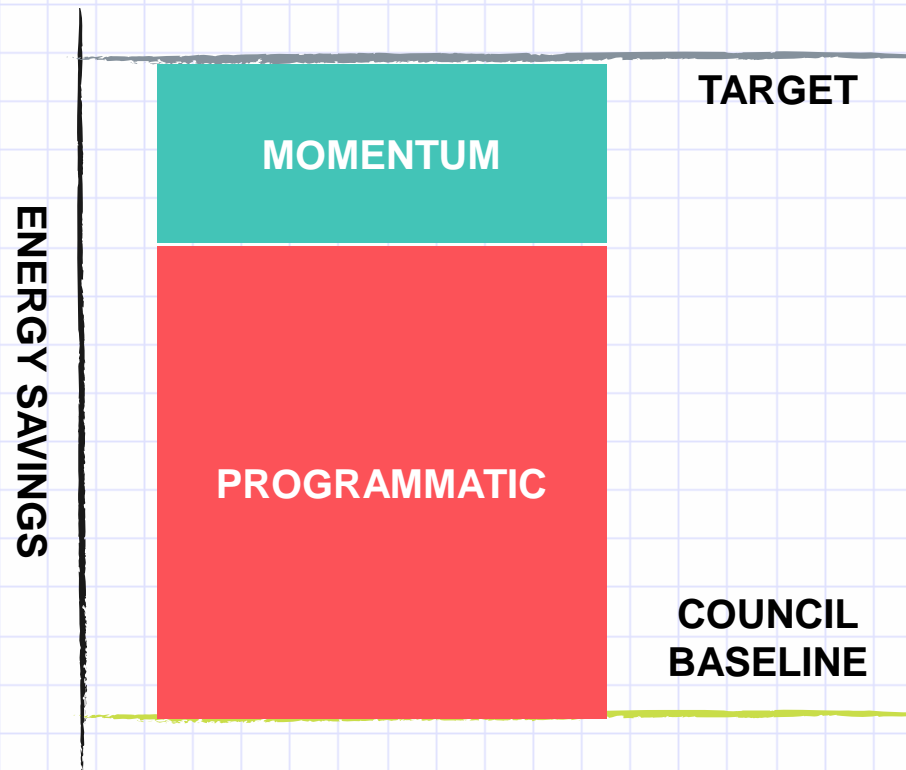 TARGET
MOMENTUM
ENERGY SAVINGS
PROGRAMMATIC
COUNCIL
BASELINE